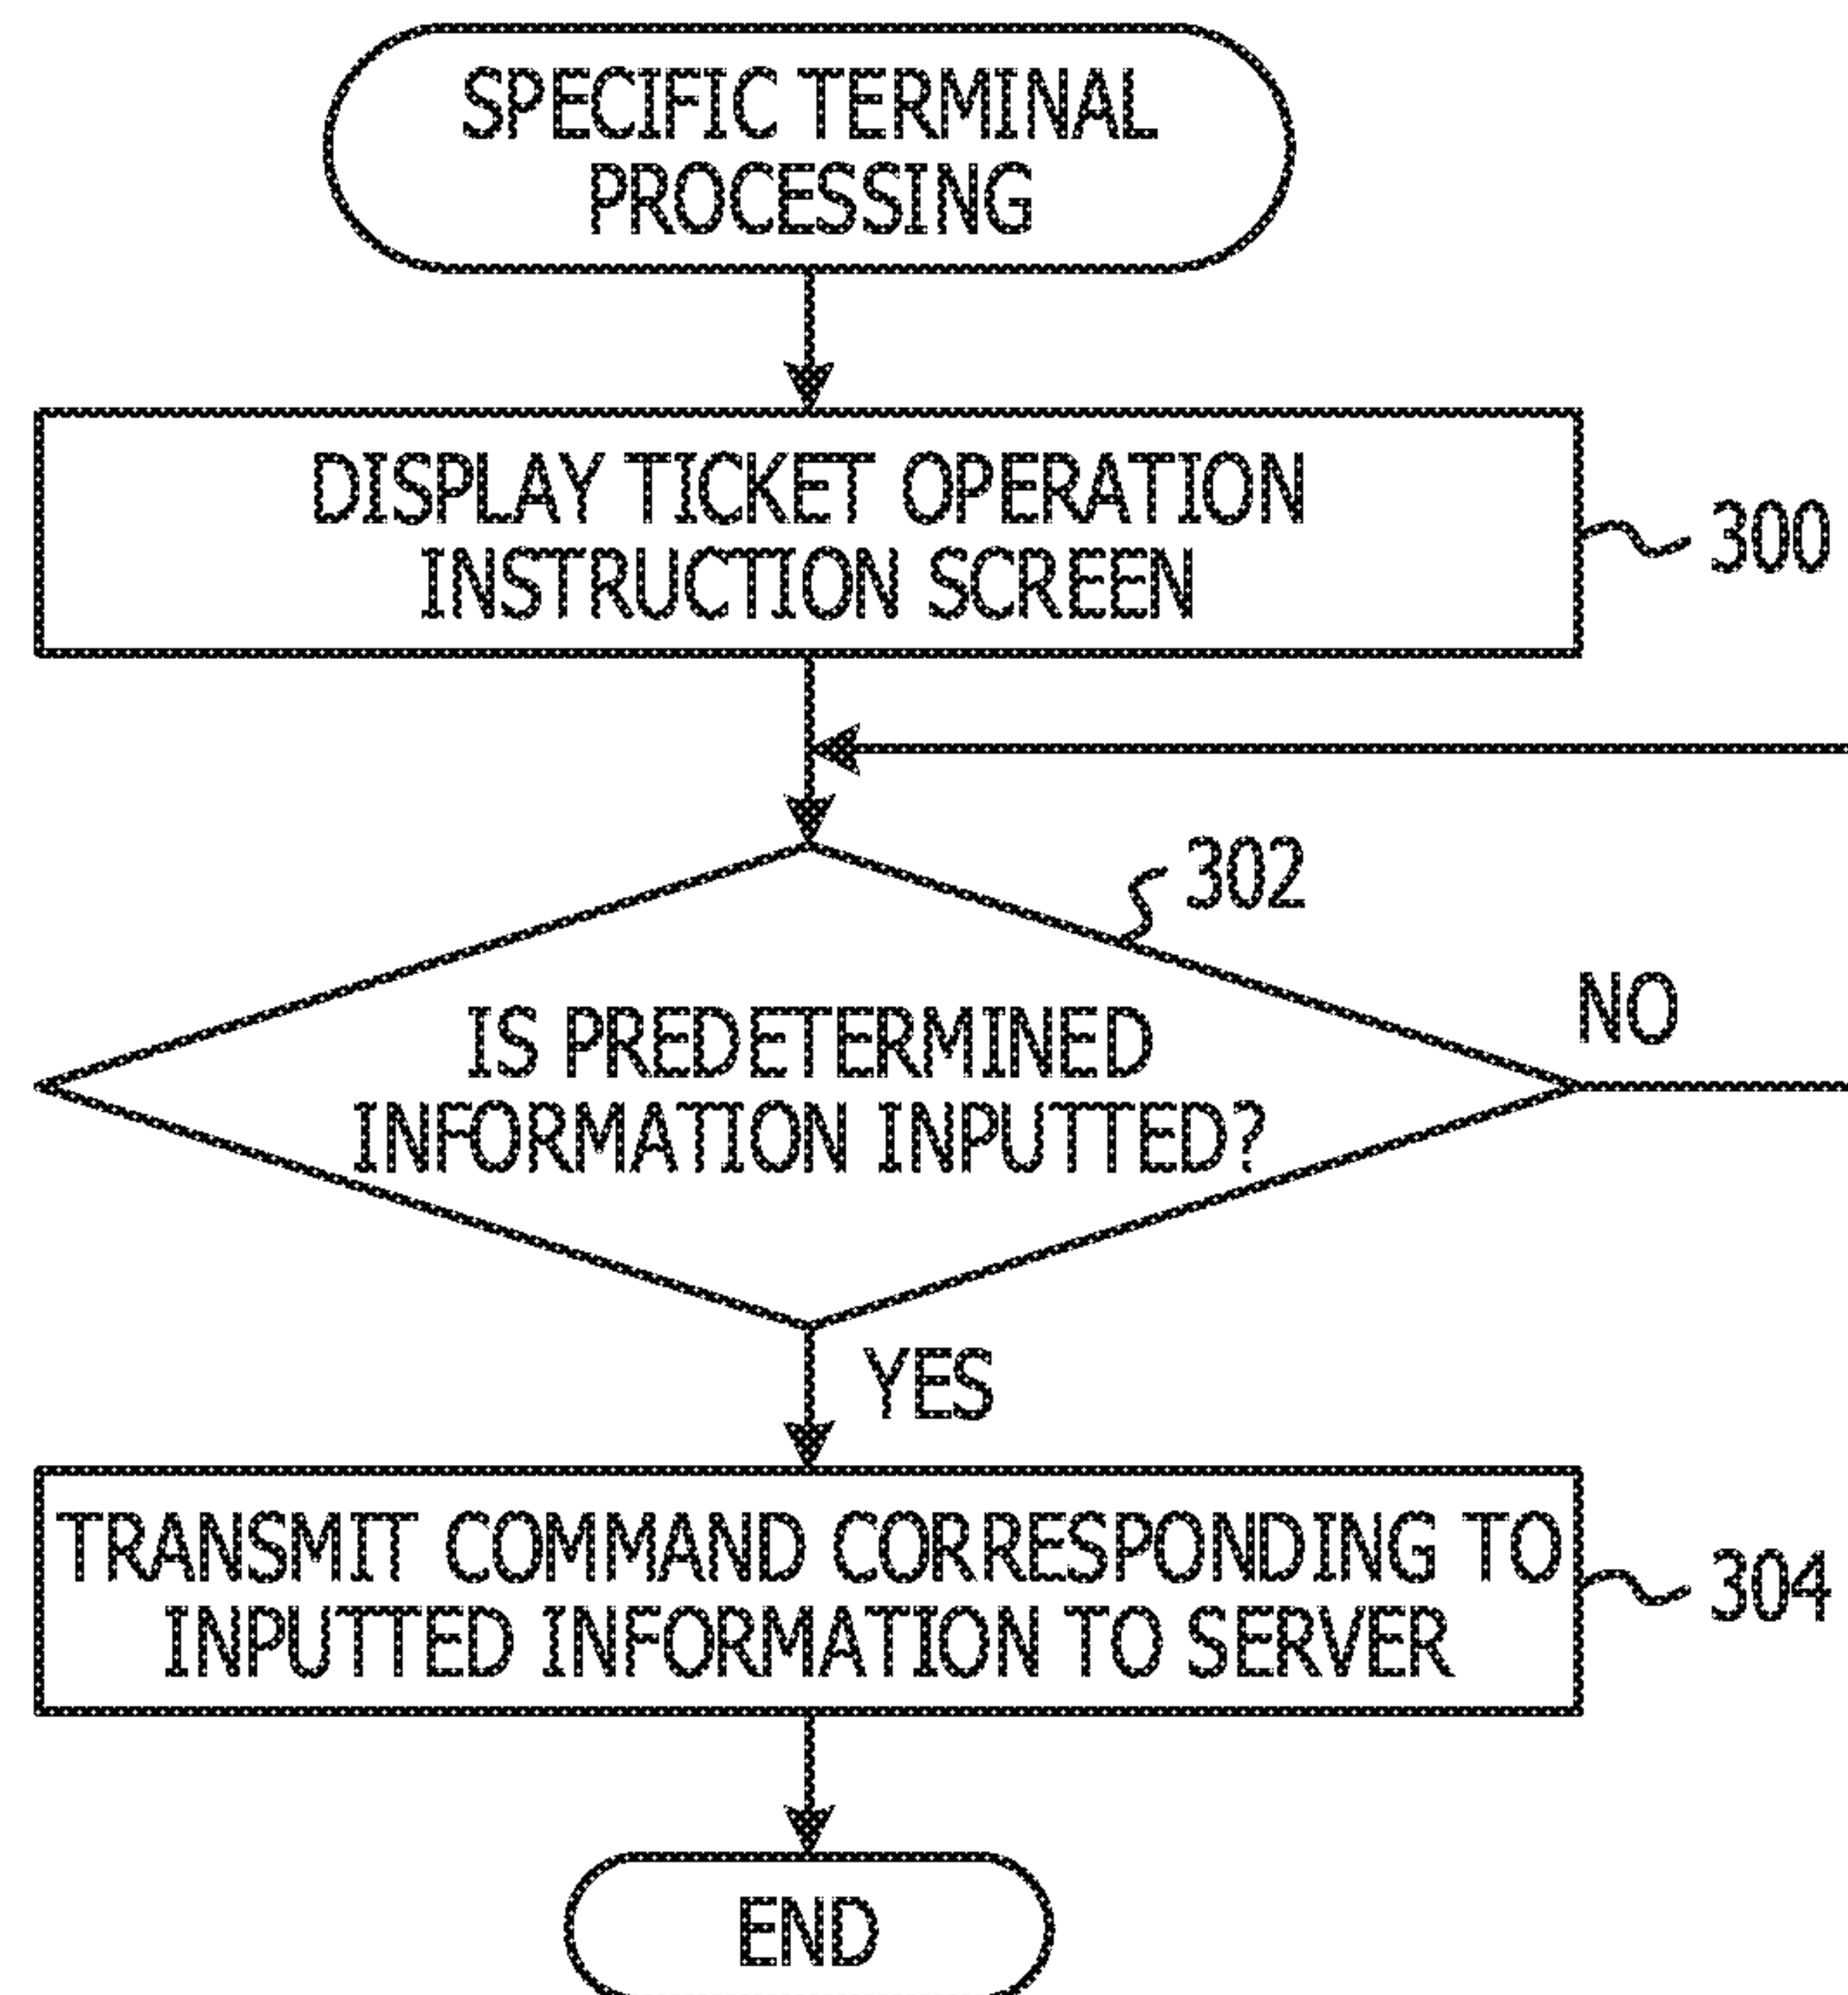 SPECIFIC TERMINAL
PROCESSING
DISPLAY TICKET OPERATION
INSTRUCTION SCREEN
300
302
IS PREDETERMINED
INFORMATION INPUTTED?
NO
YES
TRANSMIT COMMAND CORRESPONDING TO
INPUTTED INFORMATION TO SERVER
304
END